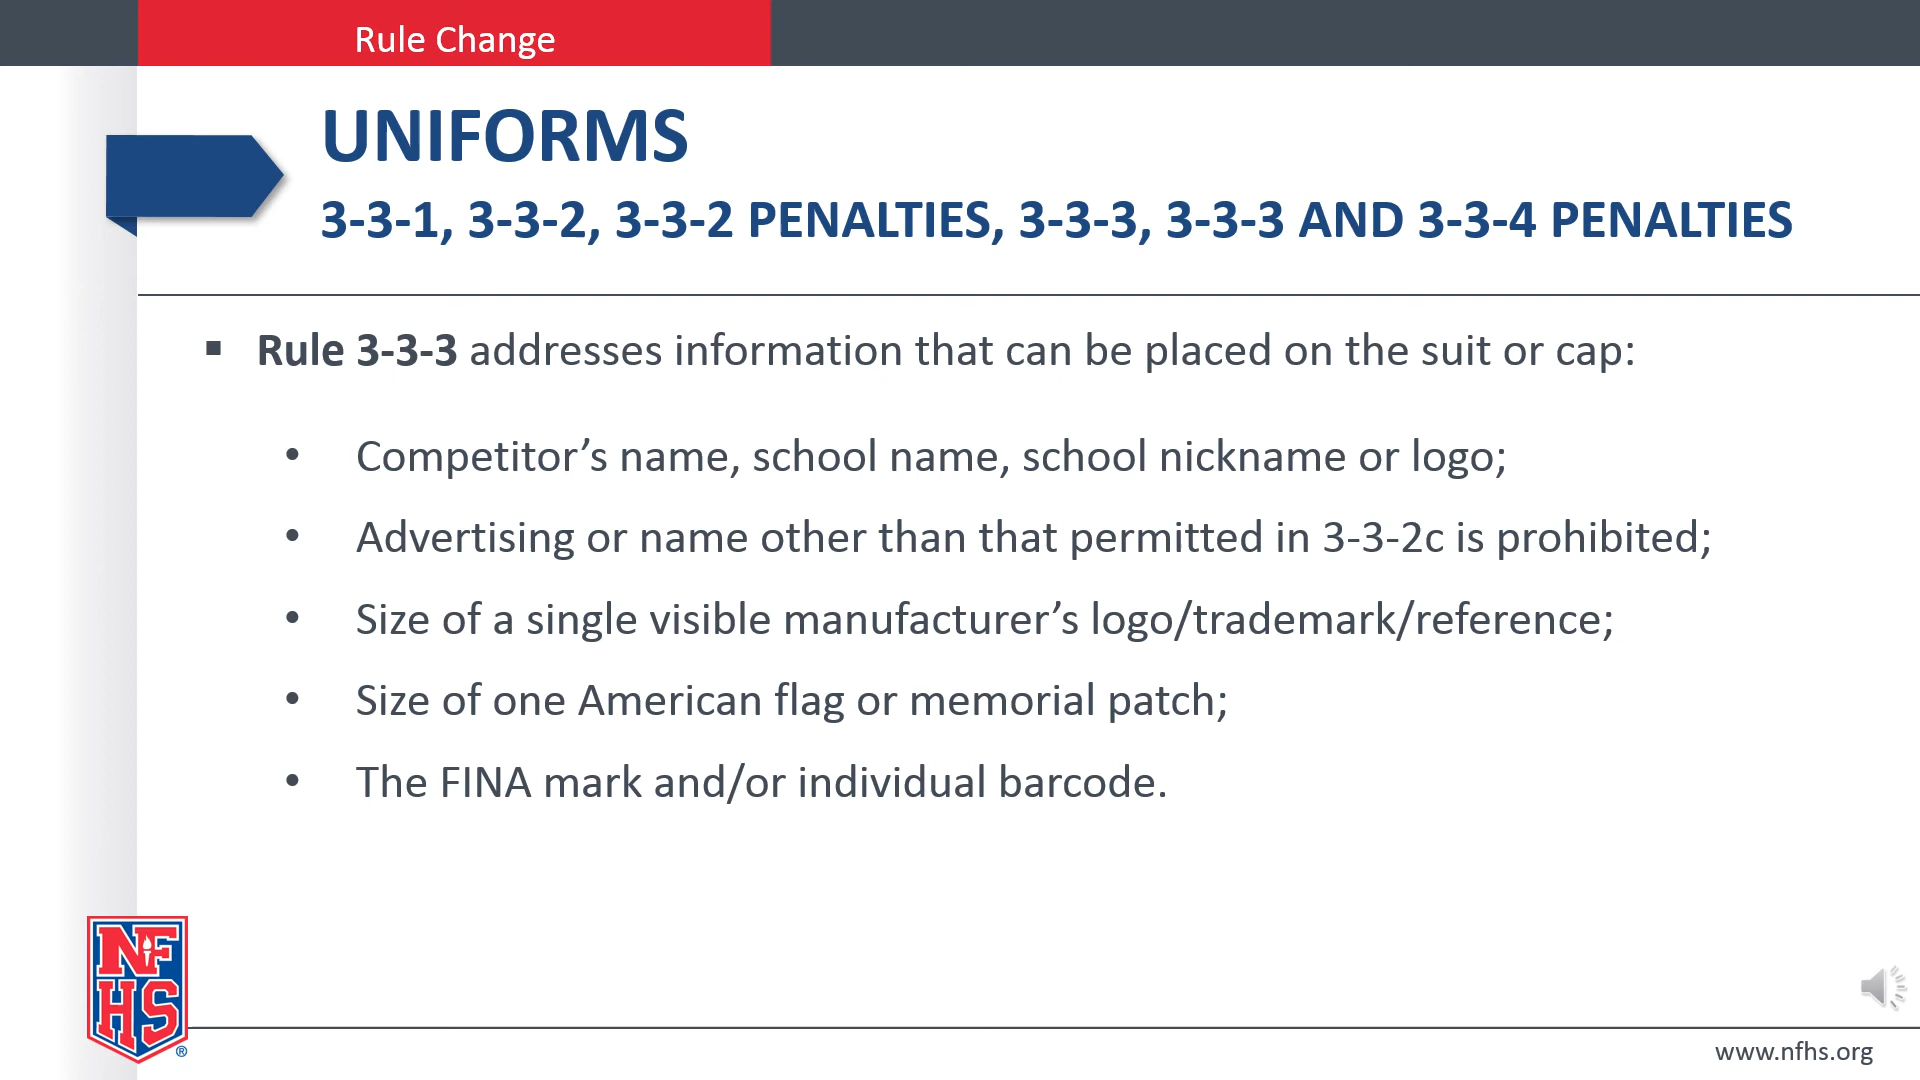 Rule Change
UNIFORMS
3-3-1, 3-3-2, 3-3-2 PENALTIES, 3-3-3, 3-3-3 AND 3-3-4 PENALTIES
▪ Rule 3-3-3 addresses information that can be placed on the suit or cap:
• Competitor’s name, school name, school nickname or logo;
• Advertising or name other than that permitted in 3-3-2c is prohibited;
• Size of a single visible manufacturer’s logo/trademark/reference;
• Size of one American flag or memorial patch;
• The FINA mark and/or individual barcode.
NF
HS
®
www.nfhs.org